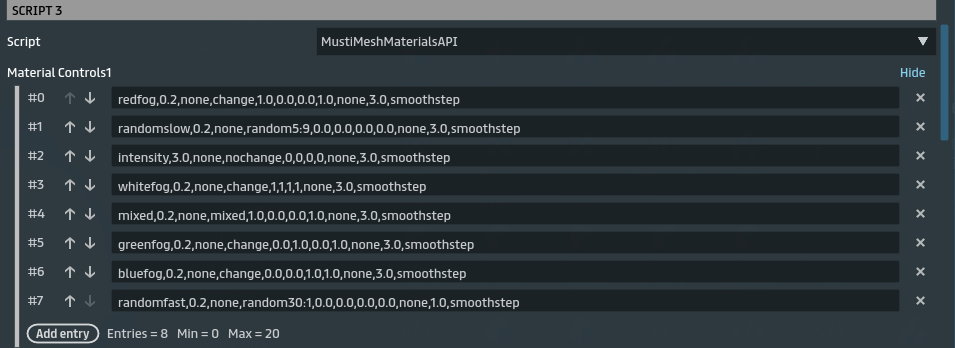 SCRIPT 3
Script MustiMeshMaterialsAPI
Material Controls1 Hide
#0 redfog,0.2,none,change,1.0,0.0,0.0,1.0,none,3.0,smoothstep
#1 randomslow,0.2,none,random5:9,0.0,0.0,0.0,0.0,none,3.0,smoothstep
#2 intensity,3.0,none,nochange,0,0,0,0,none,3.0,smoothstep
#3 whitefog,0.2,none,change,1,1,1,1,none,3.0,smoothstep
#4 mixed,0.2,none,mixed,1.0,0.0,0.0,1.0,none,3.0,smoothstep
#5 greenfog,0.2,none,change,0.0,1.0,0.0,1.0,none,3.0,smoothstep
#6 bluefog,0.2,none,change,0.0,0.0,1.0,1.0,none,3.0,smoothstep
#7 randomfast,0.2,none,random30:1,0.0,0.0,0.0,0.0,none,1.0,smoothstep
Add entry Entries = 8 Min = 0 Max = 20